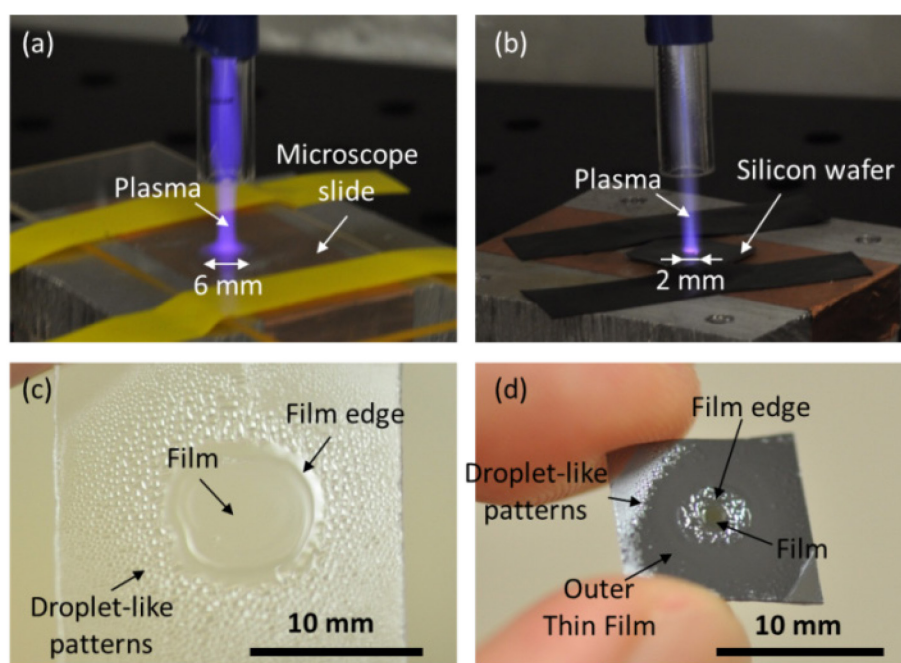 (a)
Microscope
slide
Plasma
6 mm
(b)
Silicon wafer
Plasma
2 mm
(c)
Film edge
Film
Droplet-like
patterns
10 mm
(d)
Film edge
Droplet-like
patterns
Film
Outer
Thin Film
10 mm